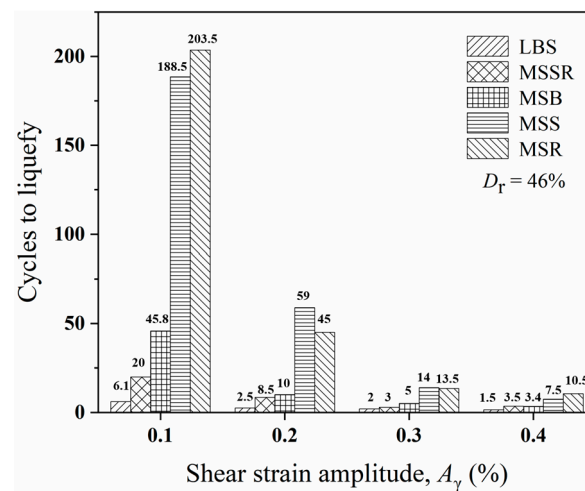 203.5
188.5
200
150
100
50
0
Cycles to liquefy
LBS
MSSR
MSB
MSS
MSR
Dr = 46%
6.1 20 45.8
2.5 8.5 10 59 45
2 3 5 14 13.5
1.5 3.5 3.4 7.5 10.5
0.1 0.2 0.3 0.4
Shear strain amplitude, Aγ (%)